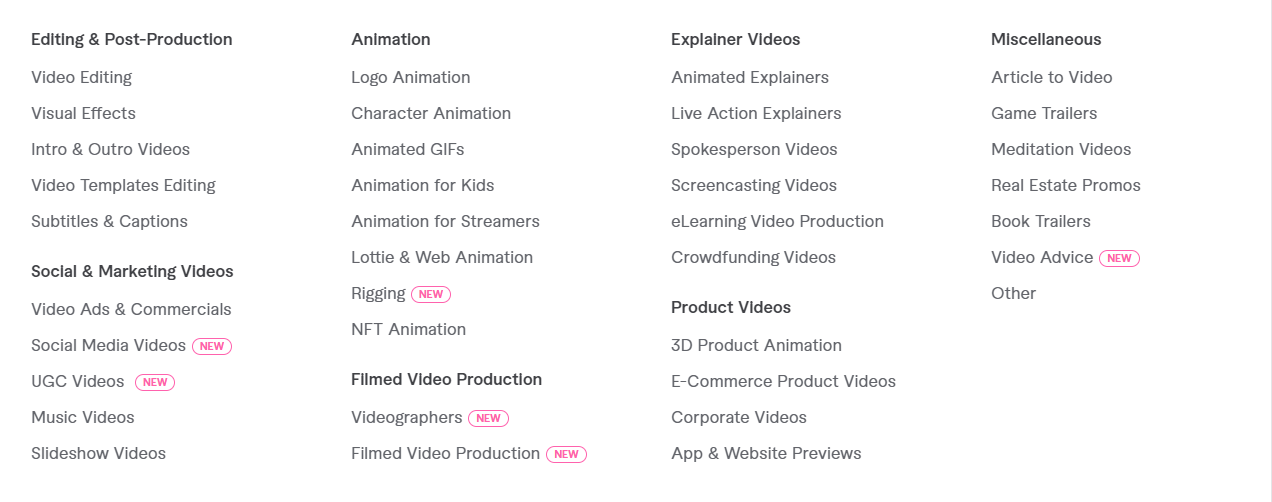 Editing & Post-Production
Video Editing
Visual Effects
Intro & Outro Videos
Video Templates Editing
Subtitles & Captions
Social & Marketing Videos
Video Ads & Commercials
Social Media Videos NEW
UGC Videos NEW
Music Videos
Slideshow Videos
Animation
Logo Animation
Character Animation
Animated GIFs
Animation for Kids
Animation for Streamers
Lottie & Web Animation
Rigging NEW
NFT Animation
Filmed Video Production
Videographers NEW
Filmed Video Production NEW
Explainer Videos
Animated Explainers
Live Action Explainers
Spokesperson Videos
Screencasting Videos
eLearning Video Production
Crowdfunding Videos
Product Videos
3D Product Animation
E-Commerce Product Videos
Corporate Videos
App & Website Previews
Miscellaneous
Article to Video
Game Trailers
Meditation Videos
Real Estate Promos
Book Trailers
Video Advice NEW
Other